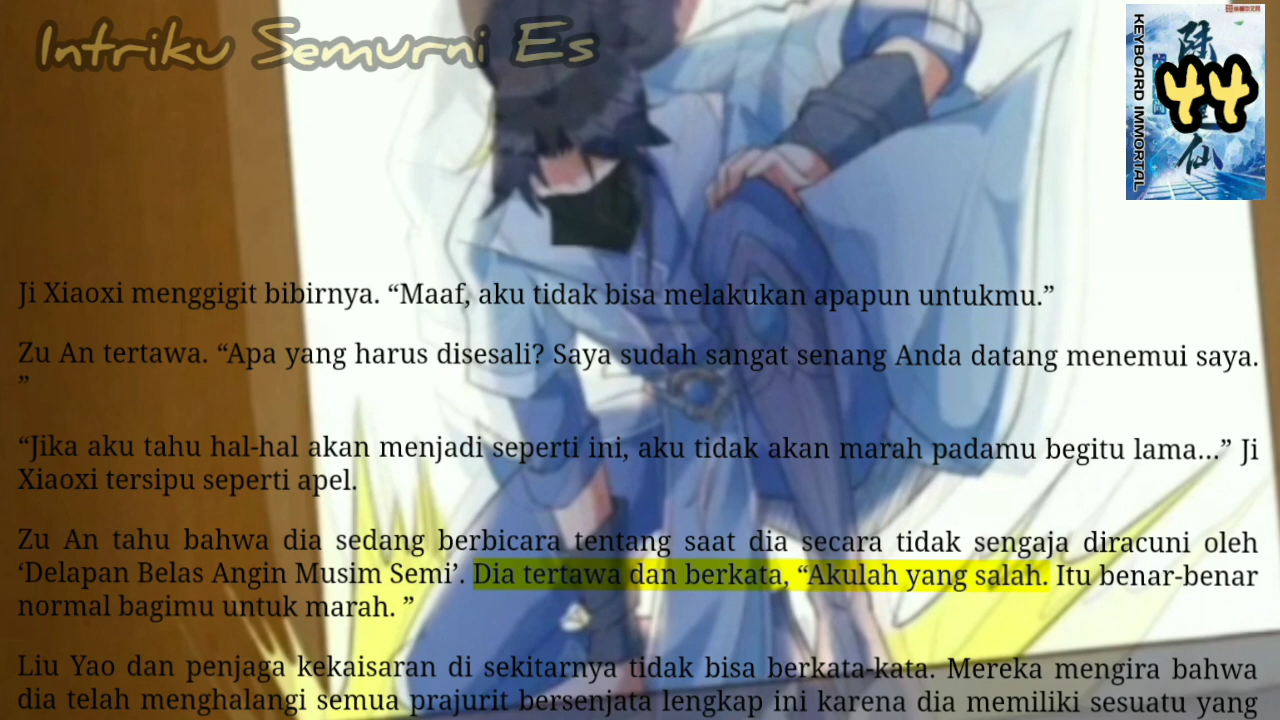 Intriku Semurni Es
KEYBOARD IMMORTAL
44
仙
Ji Xiaoxi menggigit bibirnya. “Maaf, aku tidak bisa melakukan apapun untukmu.”
Zu An tertawa. “Apa yang harus disesali? Saya sudah sangat senang Anda datang menemui saya.
”
“Jika aku tahu hal-hal akan menjadi seperti ini, aku tidak akan marah padamu begitu lama…” Ji
Xiaoxi tersipu seperti apel.
Zu An tahu bahwa dia sedang berbicara tentang saat dia secara tidak sengaja diracuni oleh
‘Delapan Belas Angin Musim Semi’. Dia tertawa dan berkata, “Akulah yang salah. Itu benar-benar
normal bagimu untuk marah. ”
Liu Yao dan penjaga kekaisaran di sekitarnya tidak bisa berkata-kata. Mereka mengira bahwa
dia telah menghalangi semua prajurit bersenjata lengkap ini karena dia memiliki sesuatu yang